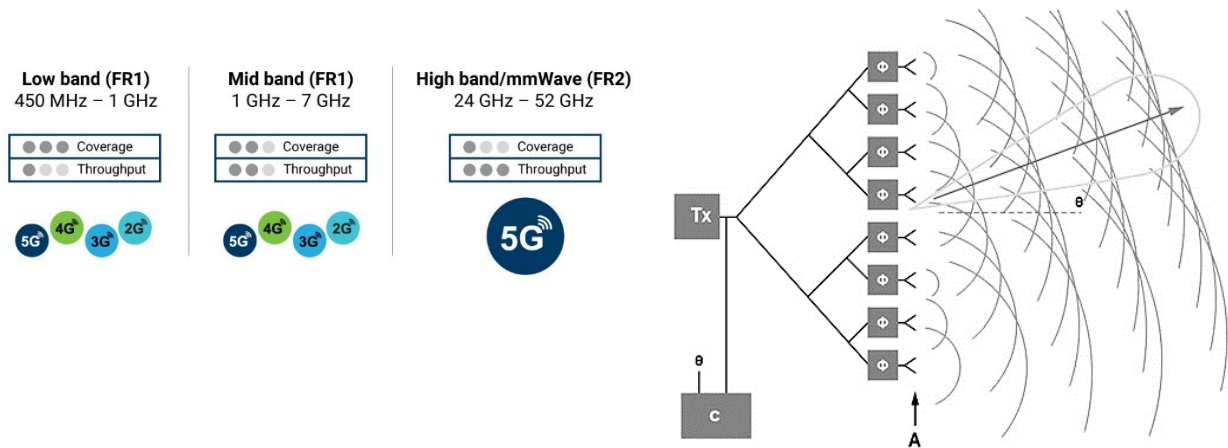 Low band (FR1)
450 MHz – 1 GHz
Coverage
Throughput
5G
4G
3G
2G
Mid band (FR1)
1 GHz – 7 GHz
Coverage
Throughput
5G
4G
3G
2G
High band/mmWave (FR2)
24 GHz – 52 GHz
Coverage
Throughput
5G
Tx
Φ
Φ
Φ
Φ
Φ
Φ
Φ
Φ
θ
θ
C
A